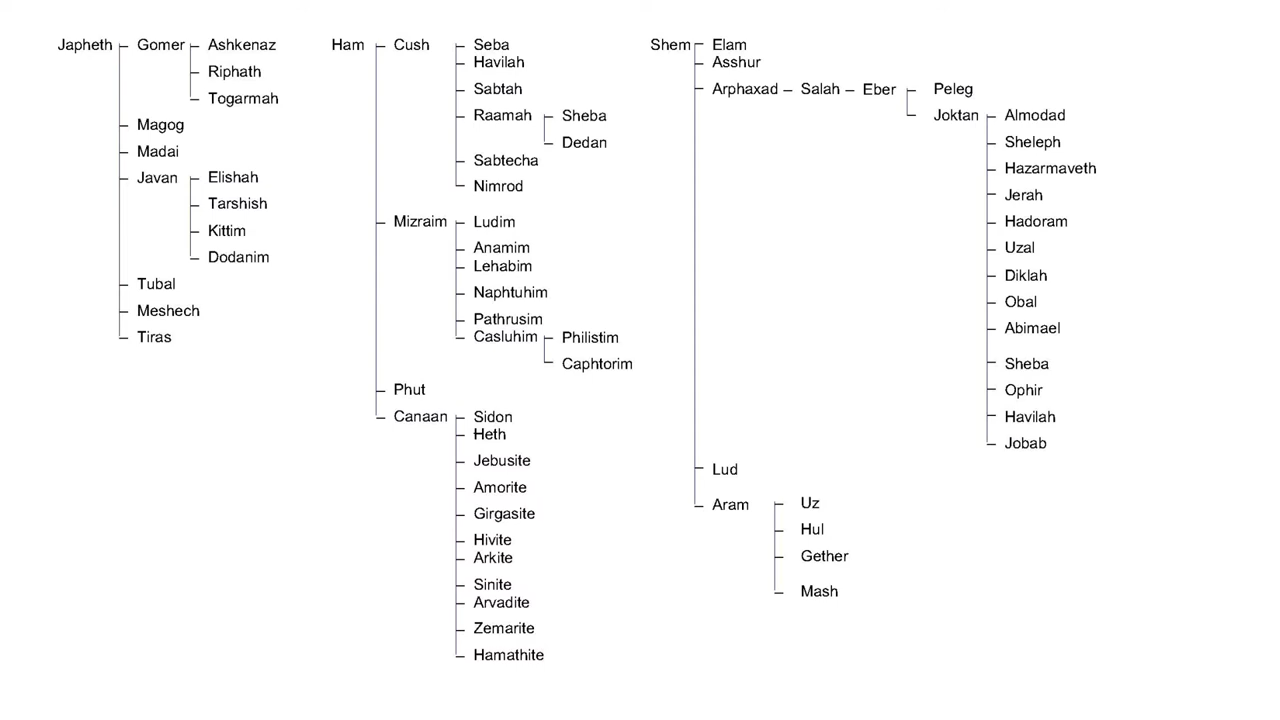 Japheth Gomer Ashkenaz
Riphath
Togarmah
Magog
Madai
Javan Elishah
Tarshish
Kittim
Dodanim
Tubal
Meshech
Tiras
Ham Cush Seba
Havilah
Sabtah
Raamah Sheba
Dedan
Sabtecha
Nimrod
Mizraim Ludim
Anamim
Lehabim
Naphtuhim
Pathrusim
Casluhim Philistim
Caphtorim
Phut
Canaan Sidon
Heth
Jebusite
Amorite
Girgasite
Hivite
Arkite
Sinite
Arvadite
Zemarite
Hamathite
Shem Elam
Asshur
Arphaxad Salah Eber Peleg
Joktan Almodad
Sheleph
Hazarmaveth
Jerah
Hadoram
Uzal
Diklah
Obal
Abimael
Sheba
Ophir
Havilah
Jobab
Lud
Aram Uz
Hul
Gether
Mash